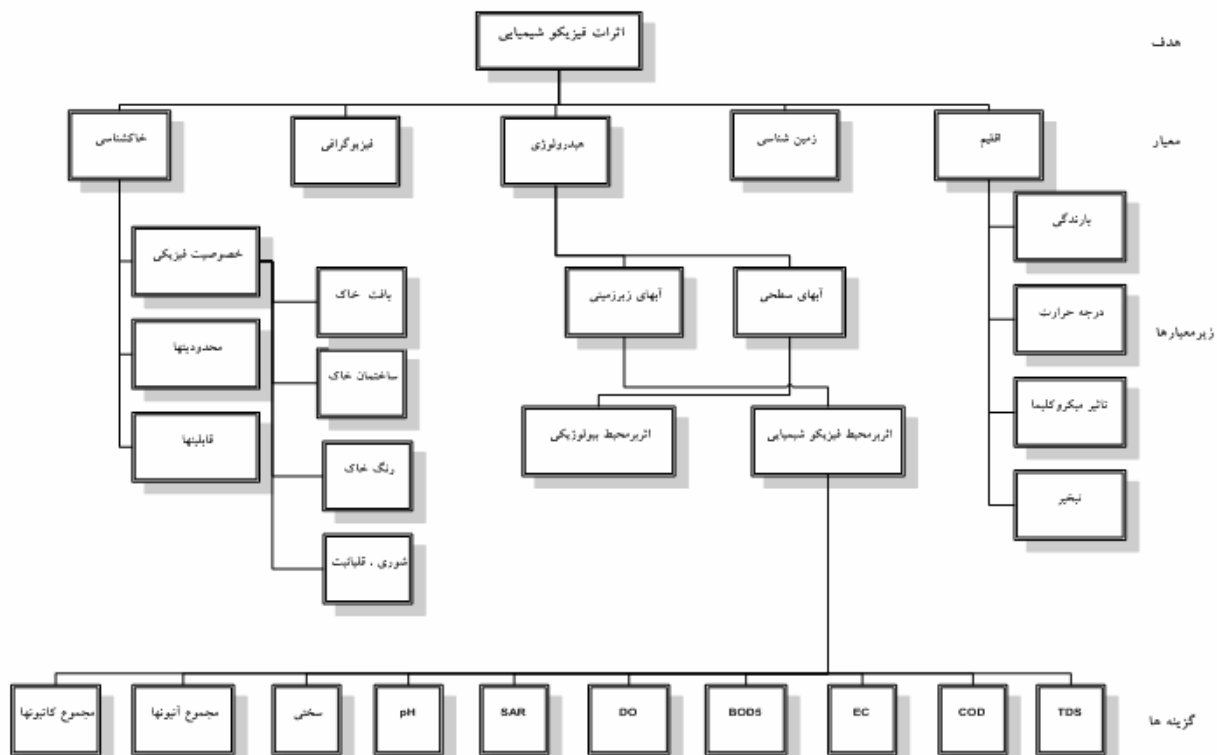 اثرات فیزیکو شیمیایی
هدف
اقلیم
زمین شناسی
هیدرولوژی
فیزیوگرافی
خاکشناسی
معیار
بارندگی
درجه حرارت
تاثیر میکروکلیما
تبخیر
زیرمعیارها
آبهای سطحی
آبهای زیرزمینی
اثربرمحیط فیزیکو شیمیایی
اثربرمحیط بیولوژیکی
خصوصیت فیزیکی
محدودیتها
قابلیتها
بافت خاک
ساختمان خاک
رنگ خاک
شوری ، قلیائیت
گزینه ها
TDS
COD
EC
BOD5
DO
SAR
pH
سختی
مجموع آنیونها
مجموع کاتیونها